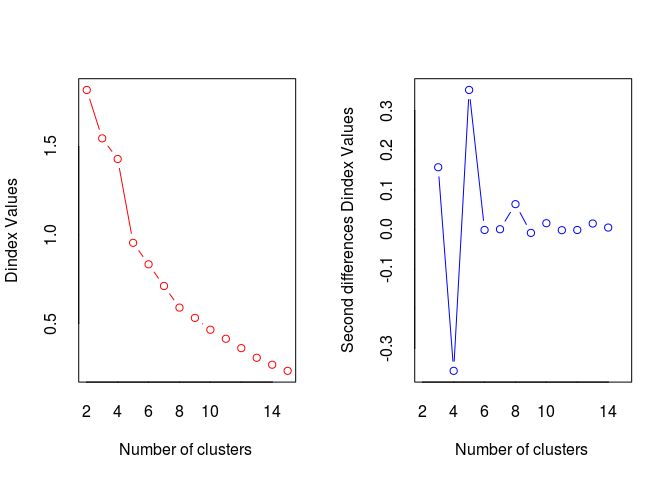 Dindex Values
0.5
1.0
1.5
2 4 6 8 10 14
Number of clusters
Second differences Dindex Values
-0.3
-0.1
0.0
0.1
0.2
0.3
2 4 6 8 10 14
Number of clusters